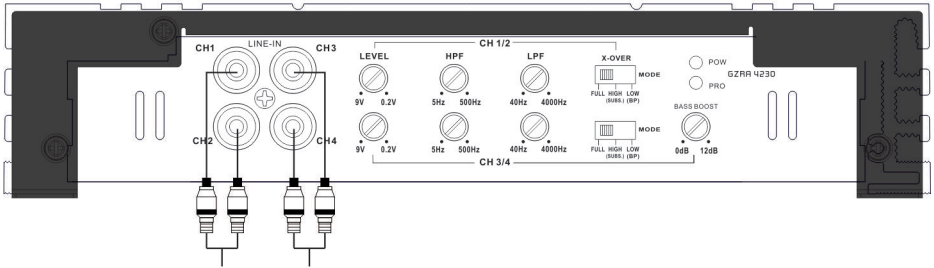 LINE-IN
CH1
CH3
CH2
CH4
CH 1/2
LEVEL
HPF
LPF
X-OVER
9V 0.2V
5Hz 500Hz
40Hz 4000Hz
MODE
FULL HIGH LOW
(SUBS.) (BP)
POW
PRO
GZRA 4230
BASS BOOST
9V 0.2V
5Hz 500Hz
40Hz 4000Hz
MODE
FULL HIGH LOW
(SUBS.) (BP)
0dB 12dB
CH 3/4